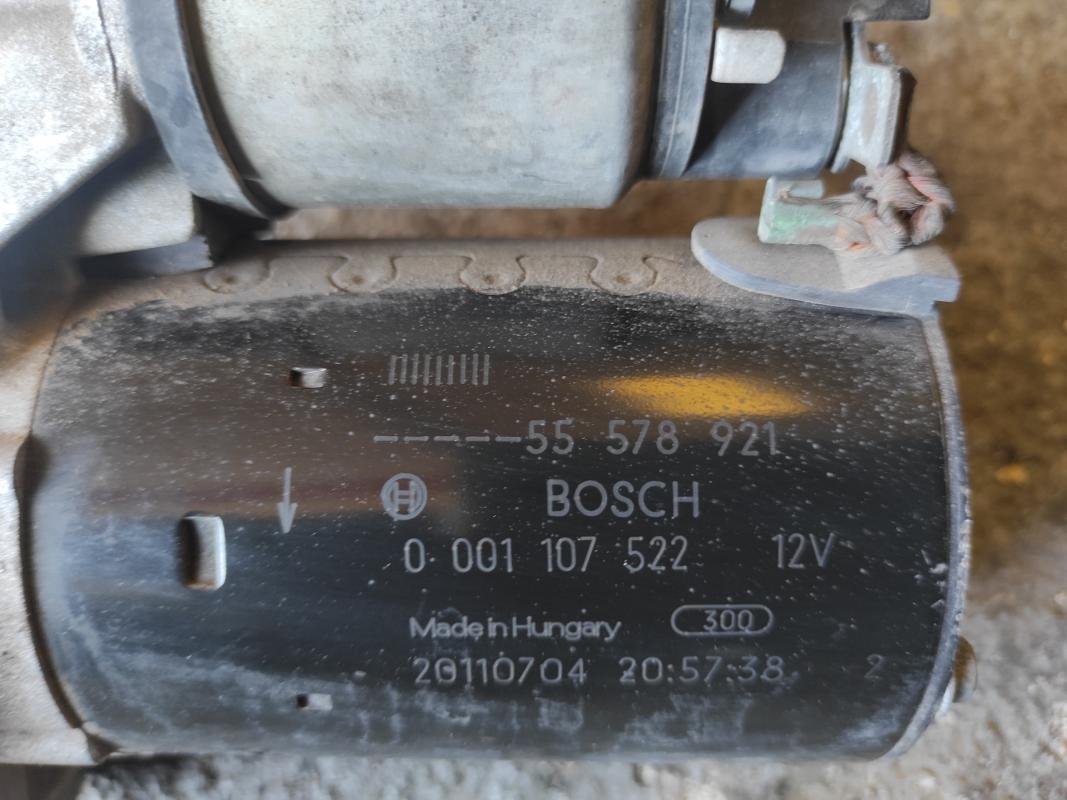 -----55 578 921
BOSCH
0 001 107 522 12V
Made in Hungary 300
20110704 20:57:38 2